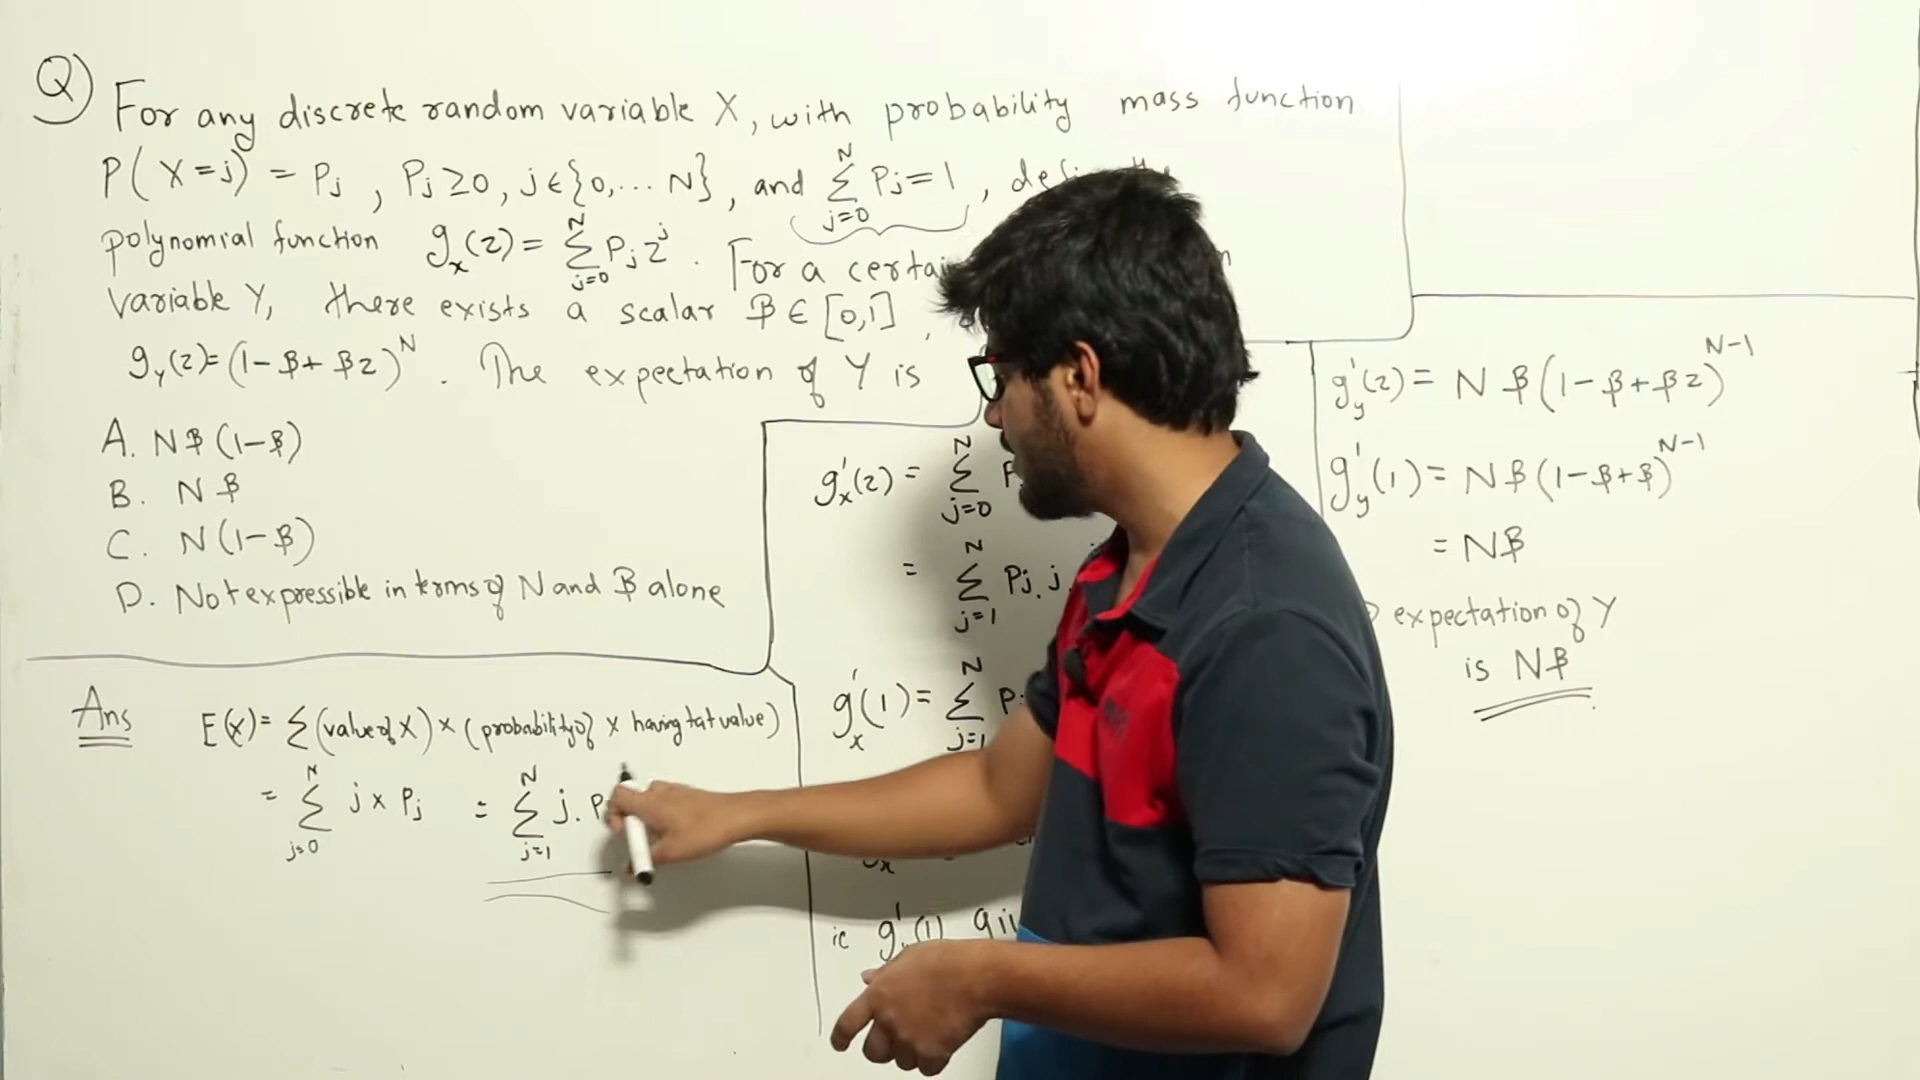 Q) For any discrete random variable X, with probability mass function
P(X=j) = Pj, Pj≥0, j∈{0,... N}, and N∑j=0 Pj=1,
polynomial function gx(z)= N∑j=0 Pj z^j. For a
variable Y, there exists a scalar β∈[0,1],
gY(z)=(1-β+βz)^N. The expectation of Y is
A. Nβ(1-β)
B. Nβ
C. N(1-β)
D. Not expressible in terms of N and β alone
Ans E(X)= ∑(value of X)×(probability of X having tat value)
= N∑j=0 j×Pj = N∑j=1 j.
g'x(z) = N∑j=0
= N∑j=1 Pj. j.
g'x(1)= N∑j=1
ie g'x(1)
g'y(z)= Nβ(1-β+βz)^N-1
g'y(1)= Nβ(1-β+β)^N-1
= Nβ
expectation of Y
is Nβ